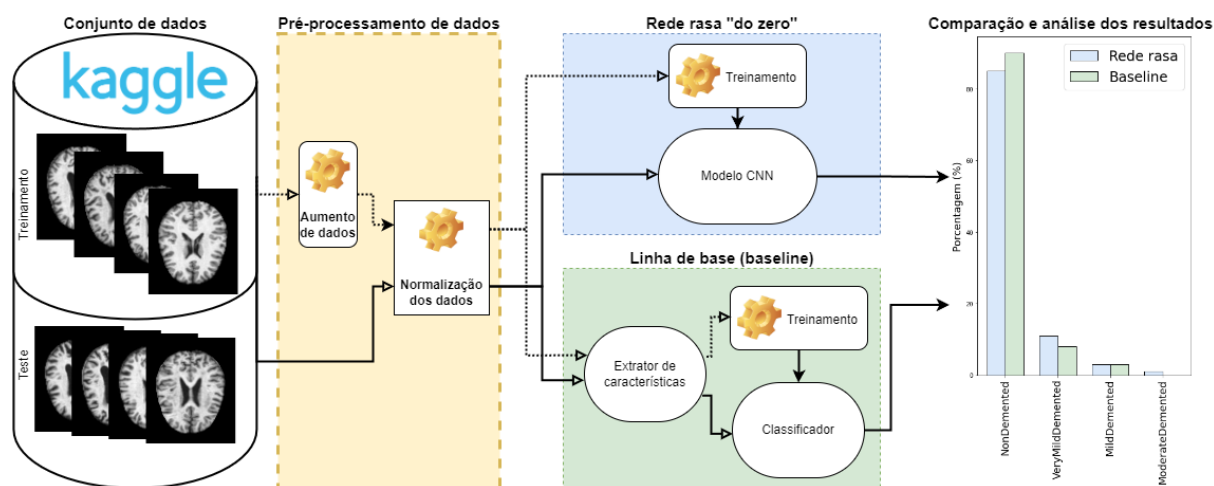 Conjunto de dados
kaggle
Treinamento
Teste
Pré-processamento de dados
Aumento
de dados
Normalização
dos dados
Rede rasa "do zero"
Treinamento
Modelo CNN
Linha de base (baseline)
Treinamento
Extrator de
características
Classificador
Comparação e análise dos resultados
Rede rasa
Baseline
Porcentagem (%)
80
60
40
20
0
NonDemented
VeryMildDemented
MildDemented
ModerateDemented